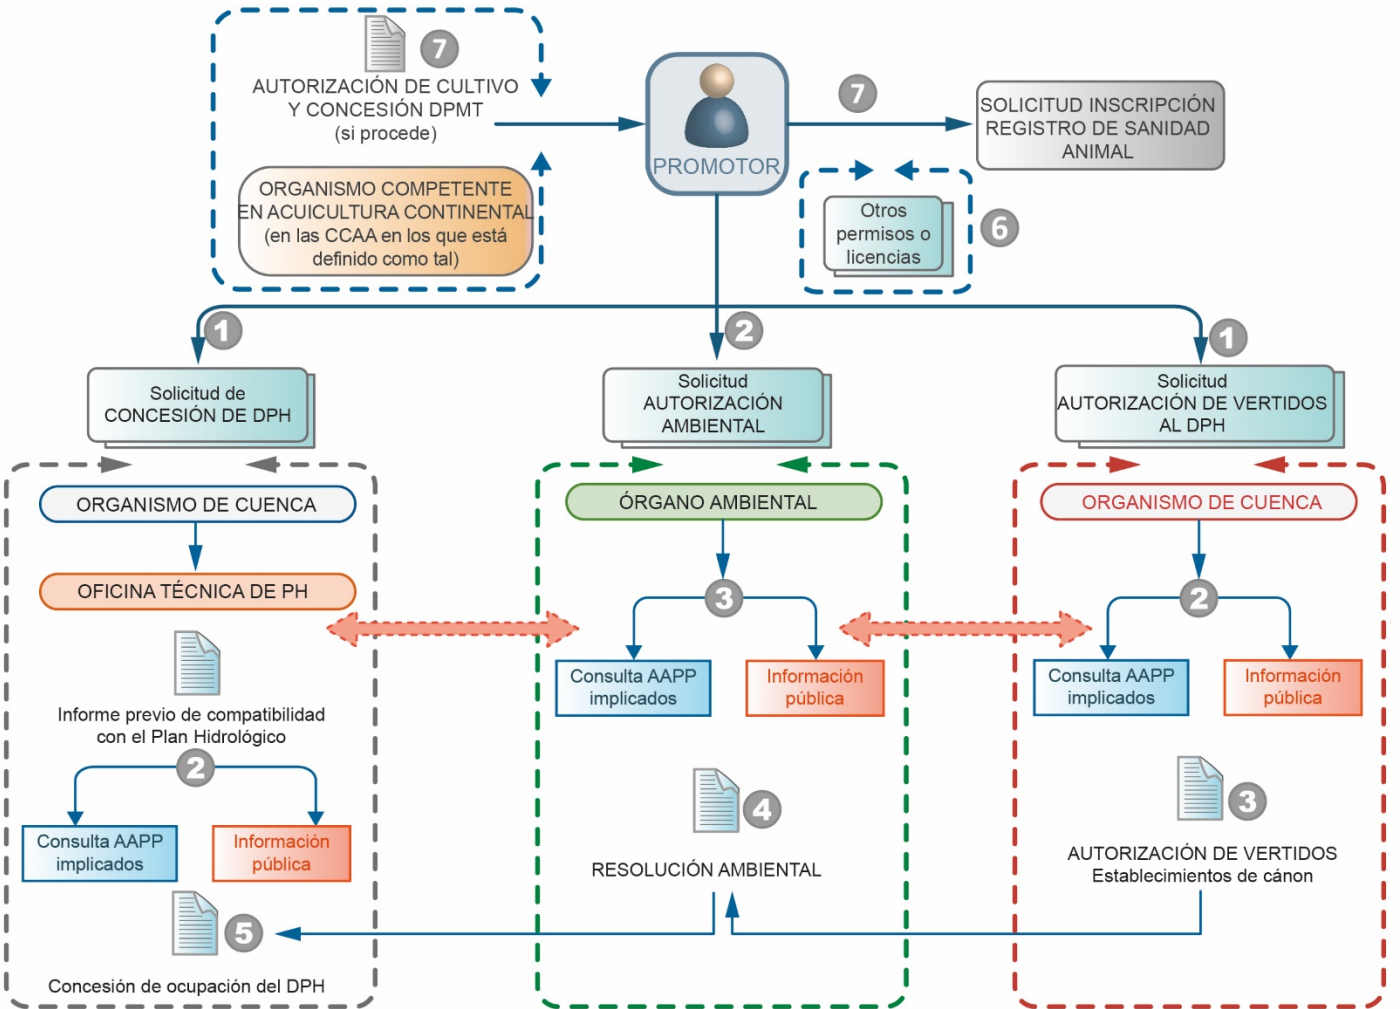 7
AUTORIZACIÓN DE CULTIVO
Y CONCESIÓN DPMT
(si procede)
ORGANISMO COMPETENTE
EN ACUICULTURA CONTINENTAL
(en las CCAA en los que está
definido como tal)
PROMOTOR
7
SOLICITUD INSCRIPCIÓN
REGISTRO DE SANIDAD
ANIMAL
Otros
permisos o
licencias
6
1
2
1
Solicitud de
CONCESIÓN DE DPH
Solicitud
AUTORIZACIÓN
AMBIENTAL
Solicitud
AUTORIZACIÓN DE VERTIDOS
AL DPH
ORGANISMO DE CUENCA
OFICINA TÉCNICA DE PH
Informe previo de compatibilidad
con el Plan Hidrológico
2
Consulta AAPP
implicados
Información
pública
5
Concesión de ocupación del DPH
ÓRGANO AMBIENTAL
3
Consulta AAPP
implicados
Información
pública
4
RESOLUCIÓN AMBIENTAL
ORGANISMO DE CUENCA
2
Consulta AAPP
implicados
Información
pública
3
AUTORIZACIÓN DE VERTIDOS
Establecimientos de cánon